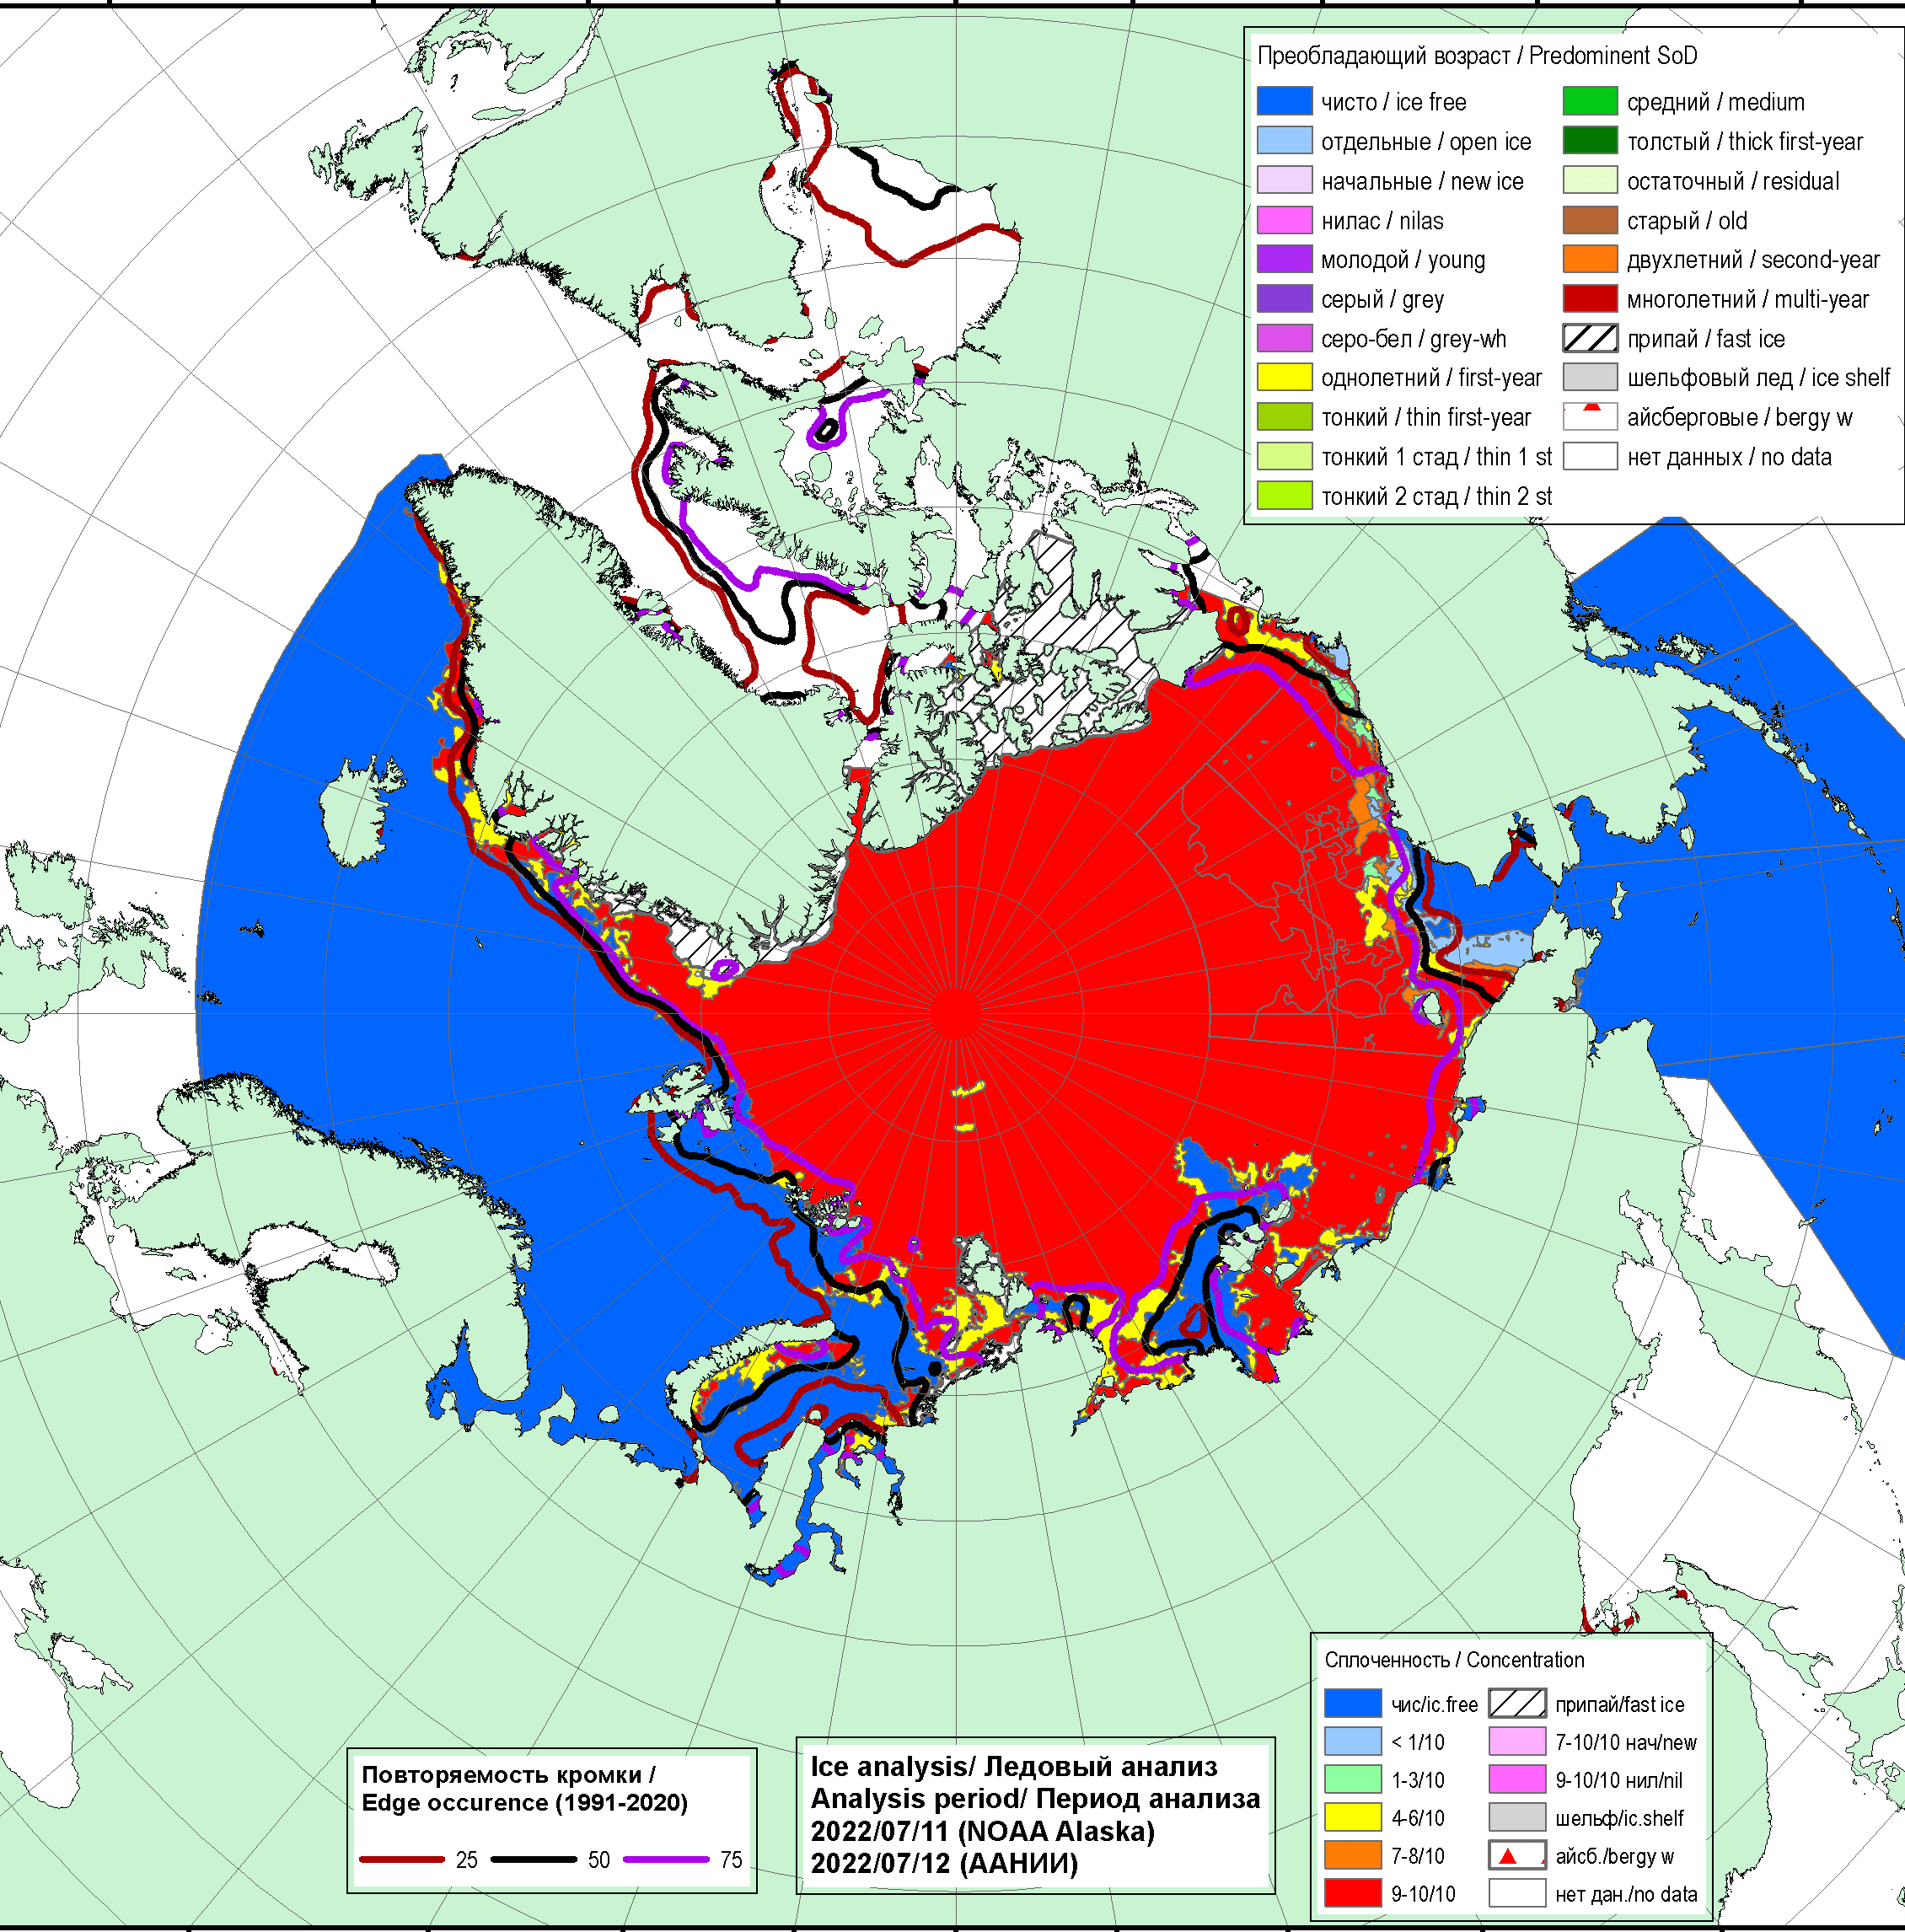 Преобладающий возраст / Predominent SoD
чисто / ice free
отдельные / open ice
начальные / new ice
нилас / nilas
молодой / young
серый / grey
серо-бел / grey-wh
однолетний / first-year
тонкий / thin first-year
тонкий 1 стад / thin 1 st
тонкий 2 стад / thin 2 st
средний / medium
толстый / thick first-year
остаточный / residual
старый / old
двухлетний / second-year
многолетний / multi-year
припай / fast ice
шельфовый лед / ice shelf
айсберговые / bergy w
нет данных / no data
Повторяемость кромки /
Edge occurence (1991-2020)
25 50 75
Ice analysis/ Ледовый анализ
Analysis period/ Период анализа
2022/07/11 (NOAA Alaska)
2022/07/12 (ААНИИ)
Сплоченность / Concentration
чис/ic.free
< 1/10
1-3/10
4-6/10
7-8/10
9-10/10
припай/fast ice
7-10/10 нач/new
9-10/10 нил/nil
шельф/ic.shelf
айсб./bergy w
нет дан./no data